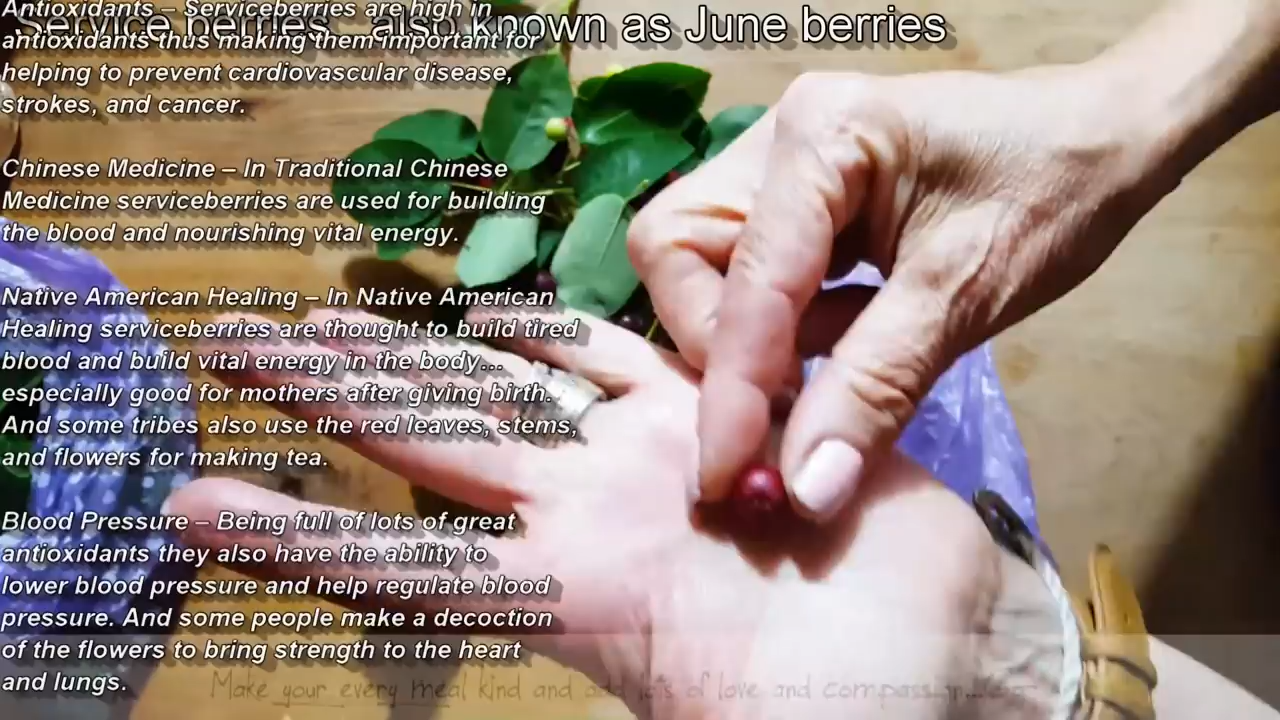 Service berries also known as June berries
Antioxidants – Serviceberries are high in
antioxidants thus making them important for
helping to prevent cardiovascular disease,
strokes, and cancer.
Chinese Medicine – In Traditional Chinese
Medicine serviceberries are used for building
the blood and nourishing vital energy.
Native American Healing – In Native American
Healing serviceberries are thought to build tired
blood and build vital energy in the body...
especially good for mothers after giving birth.
And some tribes also use the red leaves, stems,
and flowers for making tea.
Blood Pressure – Being full of lots of great
antioxidants they also have the ability to
lower blood pressure and help regulate blood
pressure. And some people make a decoction
of the flowers to bring strength to the heart
and lungs.
Make your every meal kind and add lots of love and compassion